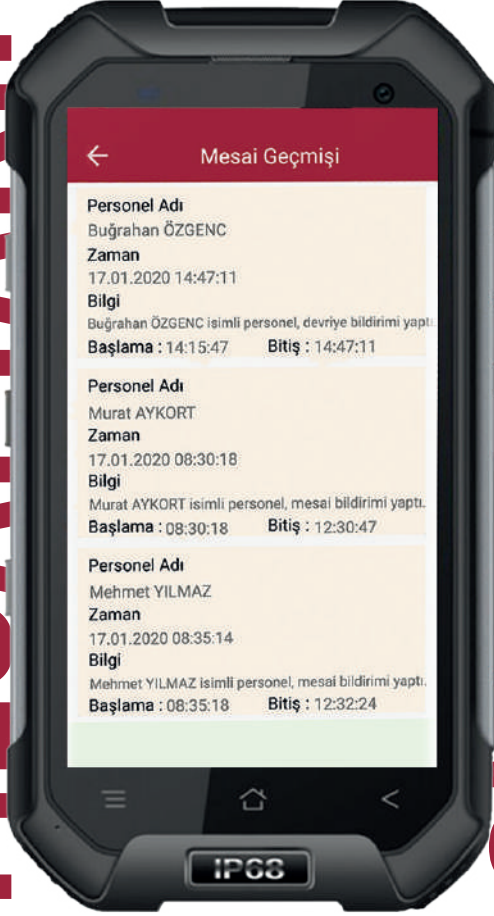 Mesai Geçmişi
Personel Adı
Buğrahan ÖZGENC
Zaman
17.01.2020 14:47:11
Bilgi
Buğrahan ÖZGENC isimli personel, devriye bildirimi yaptı
Başlama : 14:15:47 Bitiş : 14:47:11
Personel Adı
Murat AYKORT
Zaman
17.01.2020 08:30:18
Bilgi
Murat AYKORT isimli personel, mesai bildirimi yaptı.
Başlama : 08:30:18 Bitiş : 12:30:47
Personel Adı
Mehmet YILMAZ
Zaman
17.01.2020 08:35:14
Bilgi
Mehmet YILMAZ isimli personel, mesai bildirimi yaptı.
Başlama : 08:35:18 Bitiş : 12:32:24
IP68